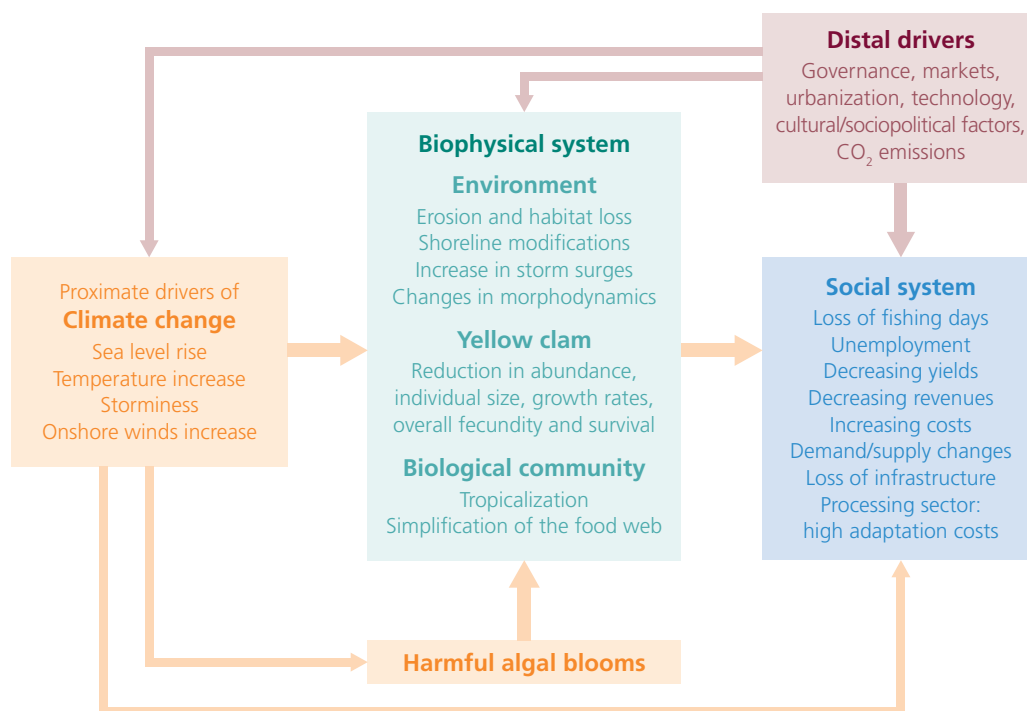 Distal drivers
Governance, markets,
urbanization, technology,
cultural/sociopolitical factors,
CO₂ emissions
Biophysical system
Environment
Erosion and habitat loss
Shoreline modifications
Increase in storm surges
Changes in morphodynamics
Yellow clam
Reduction in abundance,
individual size, growth rates,
overall fecundity and survival
Biological community
Tropicalization
Simplification of the food web
Proximate drivers of
Climate change
Sea level rise
Temperature increase
Storminess
Onshore winds increase
Social system
Loss of fishing days
Unemployment
Decreasing yields
Decreasing revenues
Increasing costs
Demand/supply changes
Loss of infrastructure
Processing sector:
high adaptation costs
Harmful algal blooms